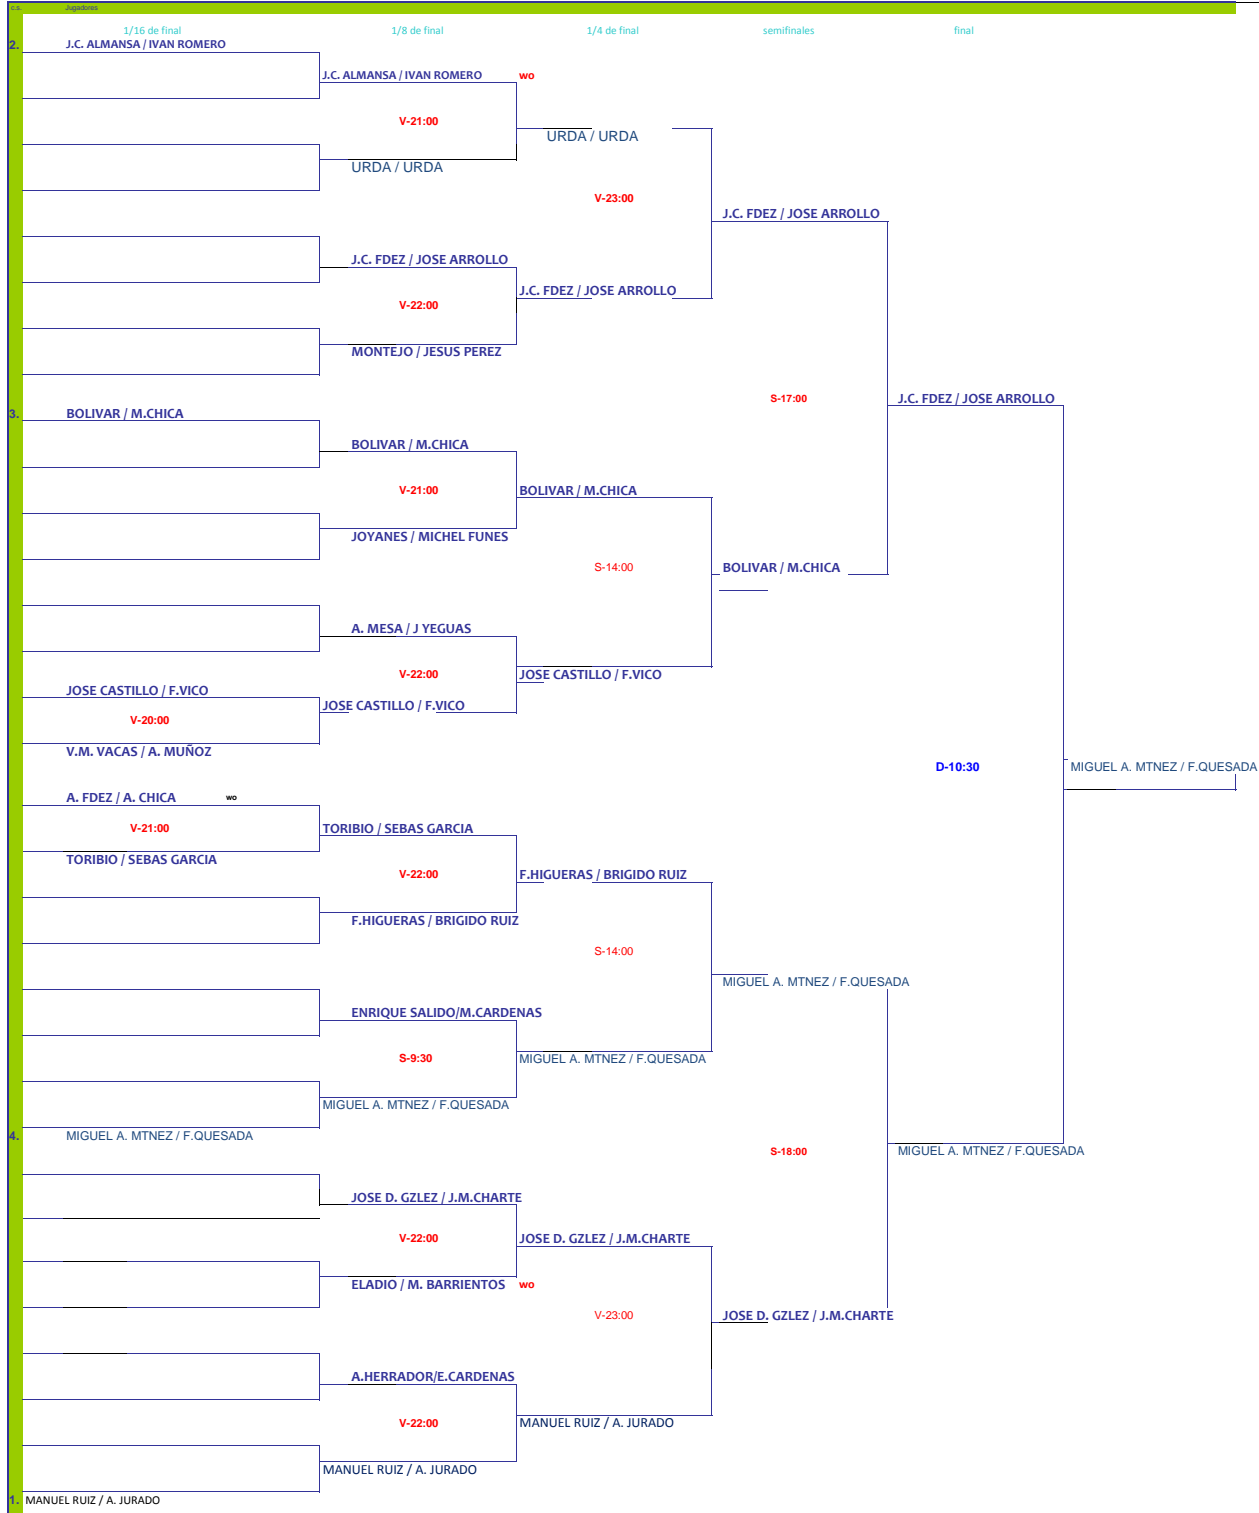 c.s. Jugadores
1/16 de final 1/8 de final 1/4 de final semifinales final
2. J.C. ALMANSA / IVAN ROMERO
J.C. ALMANSA / IVAN ROMERO wo
V-21:00
URDA / URDA
URDA / URDA
V-23:00
J.C. FDEZ / JOSE ARROLLO
J.C. FDEZ / JOSE ARROLLO
J.C. FDEZ / JOSE ARROLLO
V-22:00
MONTEJO / JESUS PEREZ
S-17:00 J.C. FDEZ / JOSE ARROLLO
3. BOLIVAR / M.CHICA
BOLIVAR / M.CHICA
V-21:00 BOLIVAR / M.CHICA
JOYANES / MICHEL FUNES
S-14:00 BOLIVAR / M.CHICA
A. MESA / J YEGUAS
V-22:00 JOSE CASTILLO / F.VICO
JOSE CASTILLO / F.VICO
JOSE CASTILLO / F.VICO
V-20:00
V.M. VACAS / A. MUÑOZ
D-10:30 MIGUEL A. MTNEZ / F.QUESADA
A. FDEZ / A. CHICA wo
V-21:00 TORIBIO / SEBAS GARCIA
TORIBIO / SEBAS GARCIA
V-22:00 F.HIGUERAS / BRIGIDO RUIZ
F.HIGUERAS / BRIGIDO RUIZ
S-14:00
MIGUEL A. MTNEZ / F.QUESADA
ENRIQUE SALIDO/M.CARDENAS
S-9:30 MIGUEL A. MTNEZ / F.QUESADA
MIGUEL A. MTNEZ / F.QUESADA
4. MIGUEL A. MTNEZ / F.QUESADA
S-18:00 MIGUEL A. MTNEZ / F.QUESADA
JOSE D. GZLEZ / J.M.CHARTE
V-22:00 JOSE D. GZLEZ / J.M.CHARTE
ELADIO / M. BARRIENTOS wo
V-23:00 JOSE D. GZLEZ / J.M.CHARTE
A.HERRADOR/E.CARDENAS
V-22:00 MANUEL RUIZ / A. JURADO
MANUEL RUIZ / A. JURADO
1. MANUEL RUIZ / A. JURADO